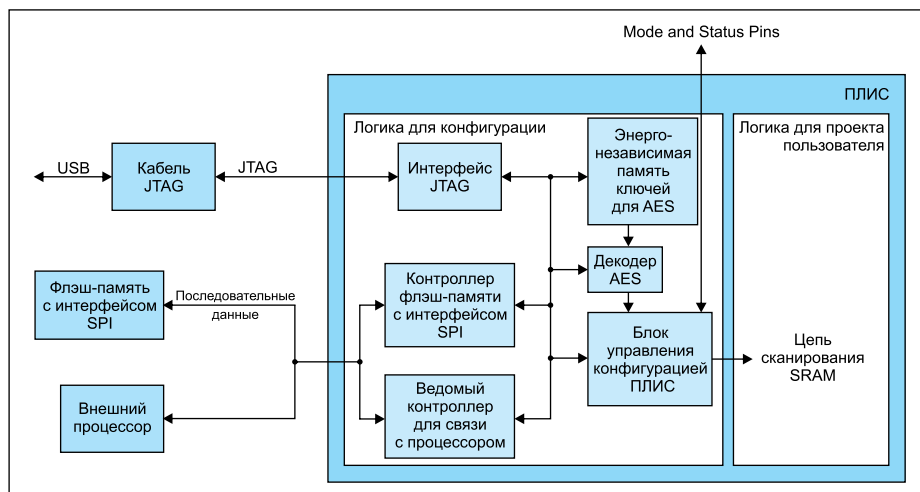 Mode and Status Pins
ПЛИС
Логика для конфигурации
Логика для проекта
пользователя
USB
Кабель
JTAG
JTAG
Интерфейс
JTAG
Энерго-
независимая
память
ключей
для AES
Декодер
AES
Флэш-память
с интерфейсом
SPI
Последовательные
данные
Контроллер
флэш-памяти
с интерфейсом
SPI
Блок
управления
конфигурацией
ПЛИС
Цепь
сканирования
SRAM
Внешний
процессор
Ведомый
контроллер
для связи
с процессором